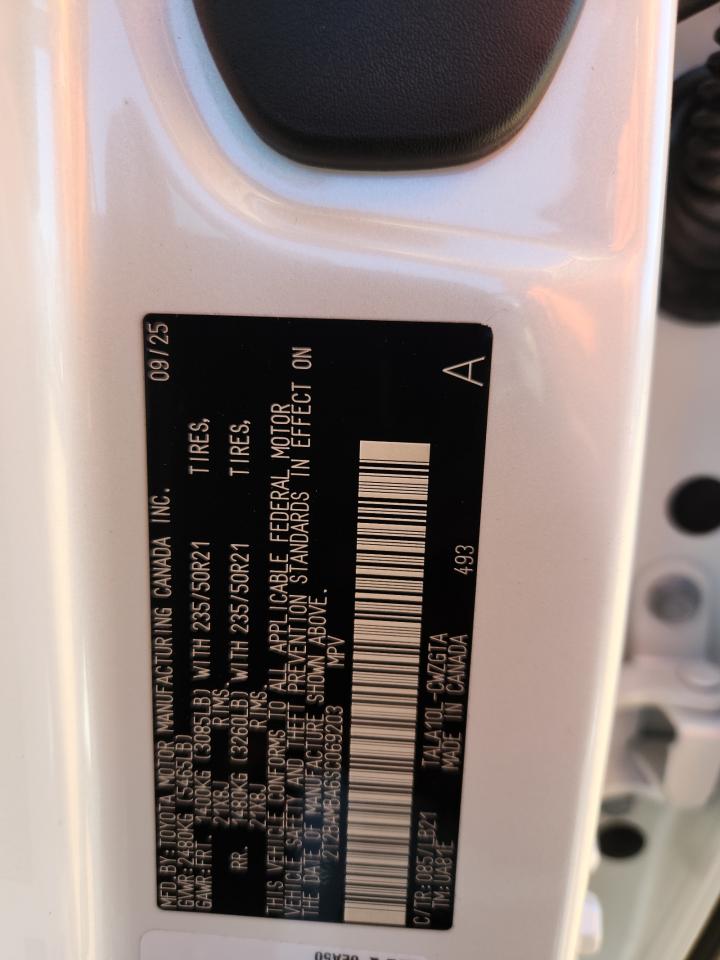 MFD.BY:TOYOTA MOTOR MANUFACTURING CANADA INC. 09/25
GVWR:2480KG (5465LB)
GAWR:FRT. 1400KG (3085LB) WITH 235/50R21 TIRES,
21X8J RIMS.
RR. 1480KG (3260LB) WITH 235/50R21 TIRES,
21X8J RIMS.
THIS VEHICLE CONFORMS TO ALL APPLICABLE FEDERAL MOTOR
VEHICLE SAFETY AND THEFT PREVENTION STANDARDS IN EFFECT ON
THE DATE OF MANUFACTURE SHOWN ABOVE.
2T2BAMBA6SC069203 MPV
C/TR:085/LB21 TALA10L-CWZGTA 493
TM:UA81E MADE IN CANADA
A